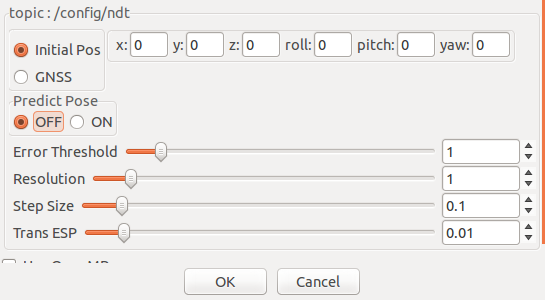 topic : /config/ndt
Initial Pos x: 0 y: 0 z: 0 roll: 0 pitch: 0 yaw: 0
GNSS
Predict Pose
OFF ON
Error Threshold 1
Resolution 1
Step Size 0.1
Trans ESP 0.01
OK Cancel